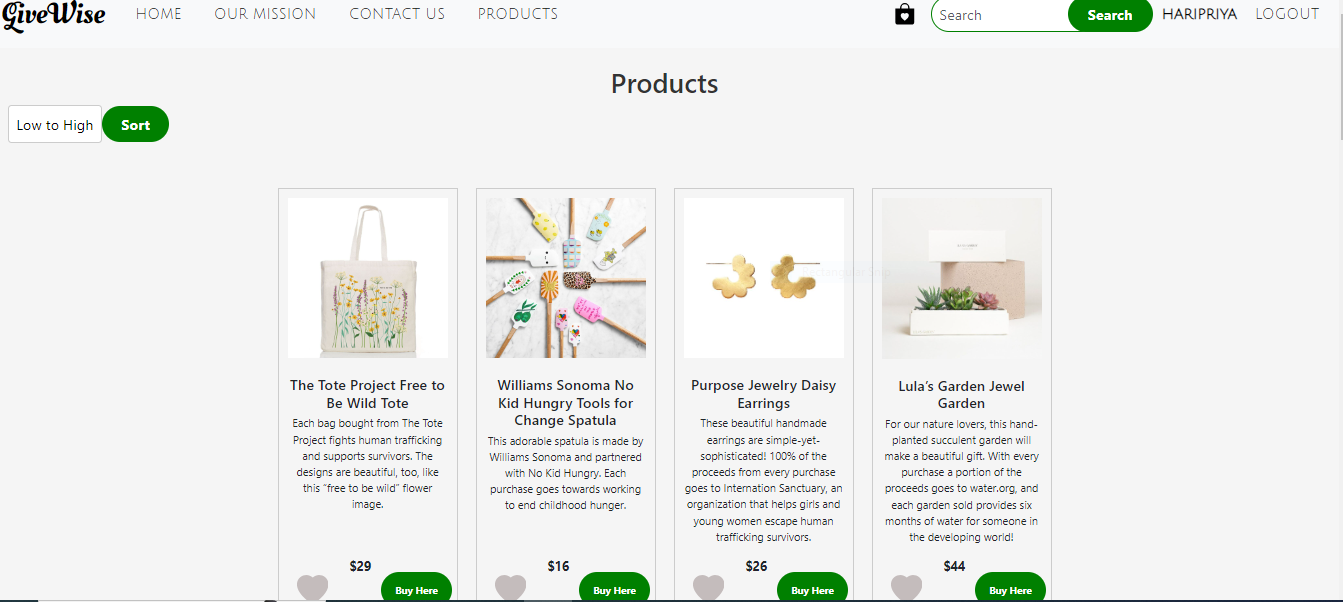 GiveWise HOME OUR MISSION CONTACT US PRODUCTS Search Search HARIPRIYA LOGOUT
Products
Low to High Sort
The Tote Project Free to
Be Wild Tote
Each bag bought from The Tote
Project fights human trafficking
and supports survivors. The
designs are beautiful, too, like
this “free to be wild” flower
image.
$29
Buy Here
Williams Sonoma No
Kid Hungry Tools for
Change Spatula
This adorable spatula is made by
Williams Sonoma and partnered
with No Kid Hungry. Each
purchase goes towards working
to end childhood hunger.
$16
Buy Here
Purpose Jewelry Daisy
Earrings
These beautiful handmade
earrings are simple-yet-
sophisticated! 100% of the
proceeds from every purchase
goes to Internation Sanctuary, an
organization that helps girls and
young women escape human
trafficking survivors.
$26
Buy Here
Lula’s Garden Jewel
Garden
For our nature lovers, this hand-
planted succulent garden will
make a beautiful gift. With every
purchase a portion of the
proceeds goes to water.org, and
each garden sold provides six
months of water for someone in
the developing world!
$44
Buy Here